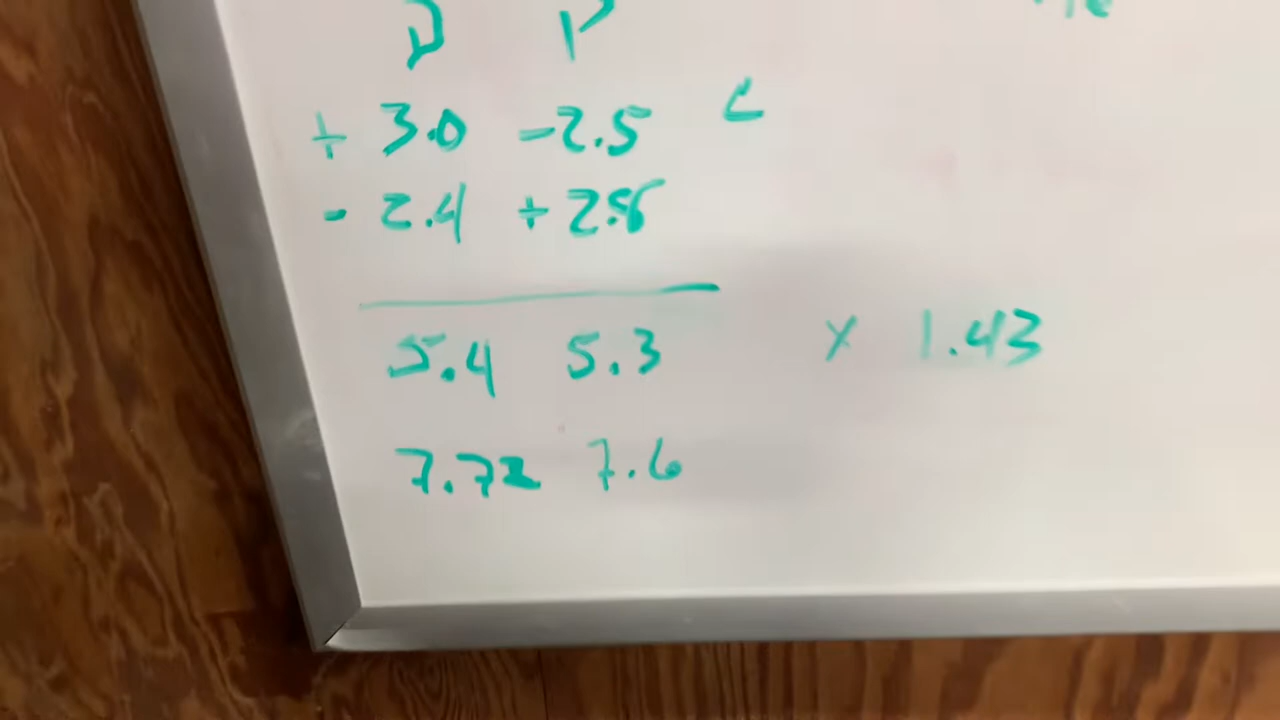 D P
+ 3.0 -2.5 C
- 2.4 +2.8
5.4 5.3 x 1.43
7.72 7.6